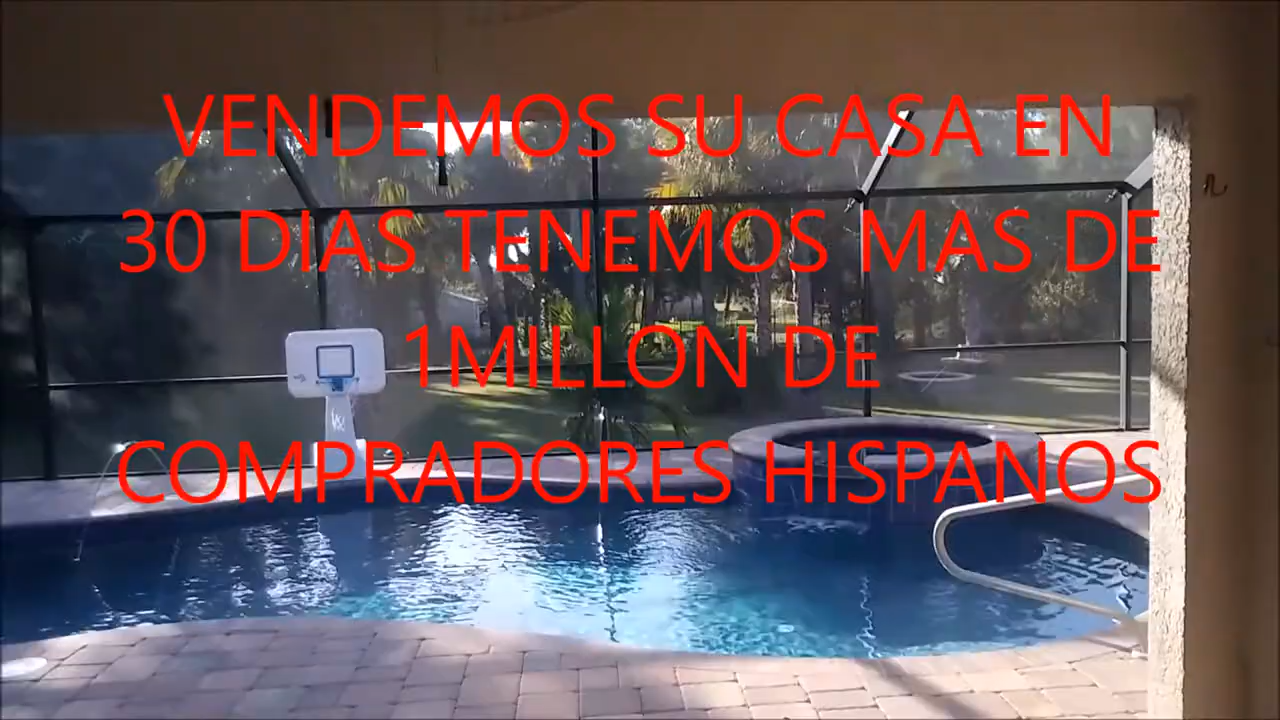 VENDEMOS SU CASA EN
30 DIAS TENEMOS MAS DE
1MILLON DE
COMPRADORES HISPANOS